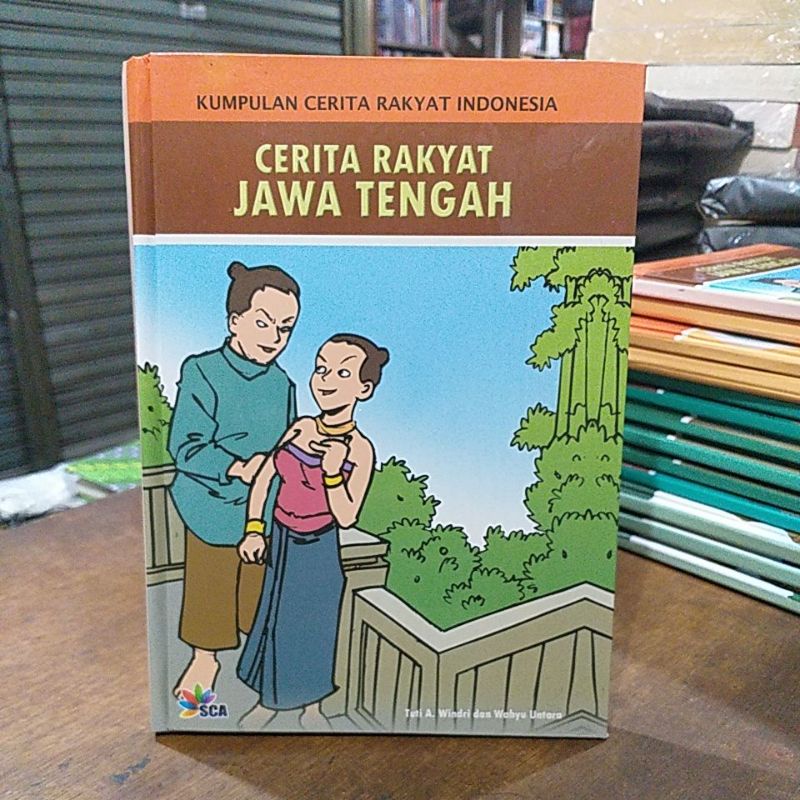 KUMPULAN CERITA RAKYAT INDONESIA
CERITA RAKYAT
JAWA TENGAH
SCA
Tuti A. Windri dan Wahyu Untara